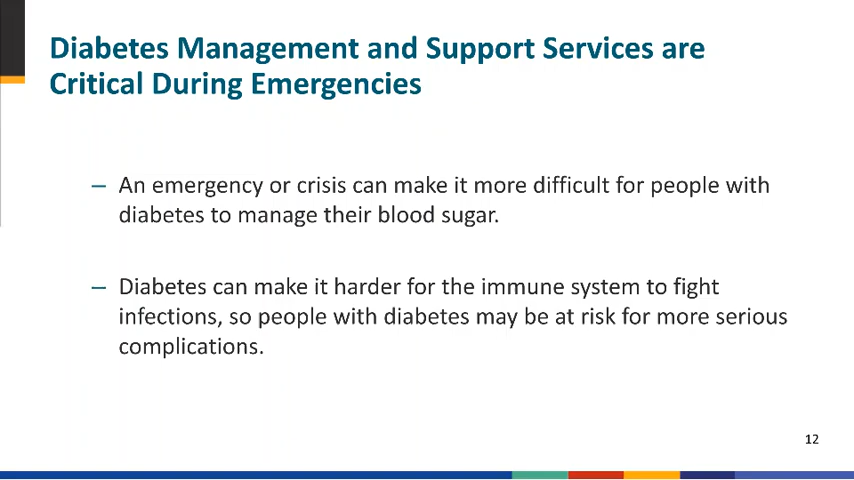 Diabetes Management and Support Services are
Critical During Emergencies
– An emergency or crisis can make it more difficult for people with
diabetes to manage their blood sugar.
– Diabetes can make it harder for the immune system to fight
infections, so people with diabetes may be at risk for more serious
complications.
12